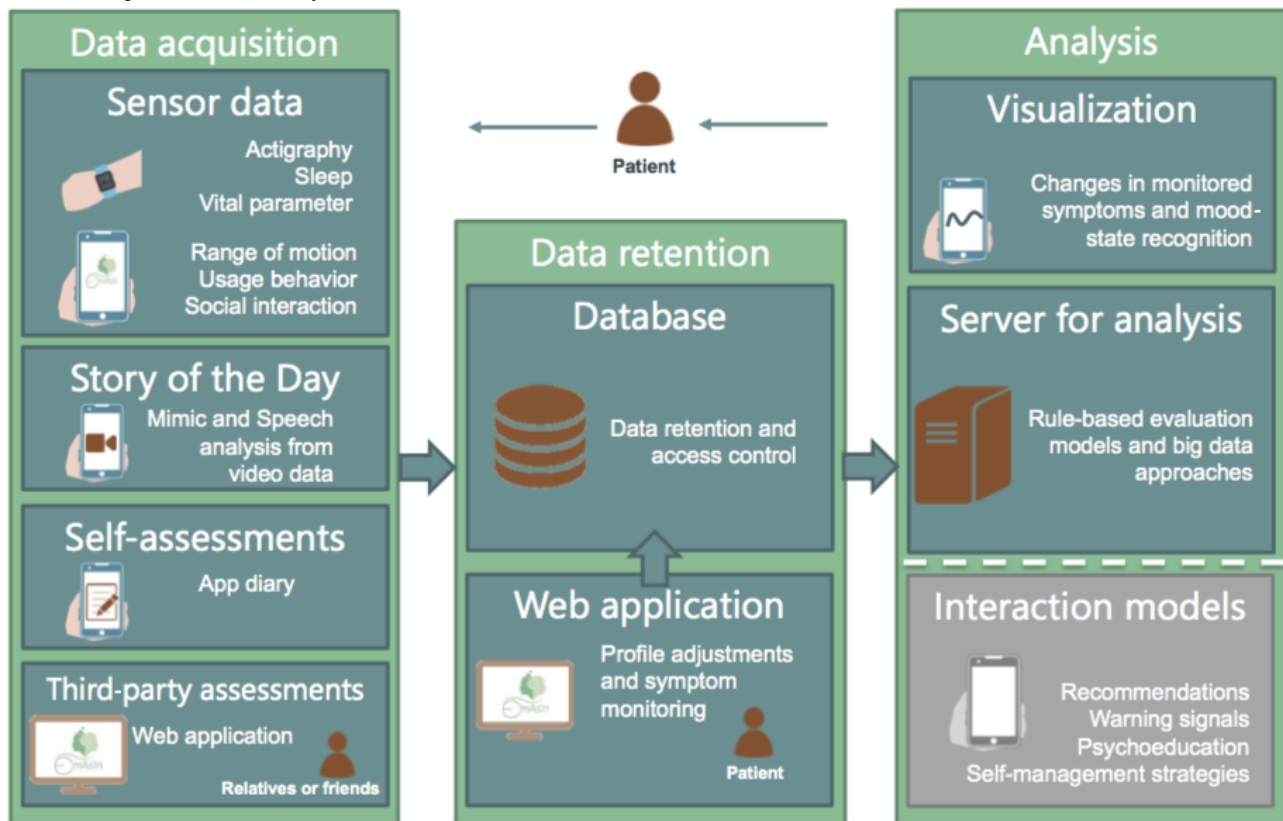 Data acquisition
Sensor data
Actigraphy
Sleep
Vital parameter
Range of motion
Usage behavior
Social interaction
Story of the Day
Mimic and Speech
analysis from
video data
Self-assessments
App diary
Third-party assessments
Web application
Relatives or friends
Patient
Data retention
Database
Data retention and
access control
Web application
Profile adjustments
and symptom
monitoring
Patient
Analysis
Visualization
Changes in monitored
symptoms and mood-
state recognition
Server for analysis
Rule-based evaluation
models and big data
approaches
Interaction models
Recommendations
Warning signals
Psychoeducation
Self-management strategies